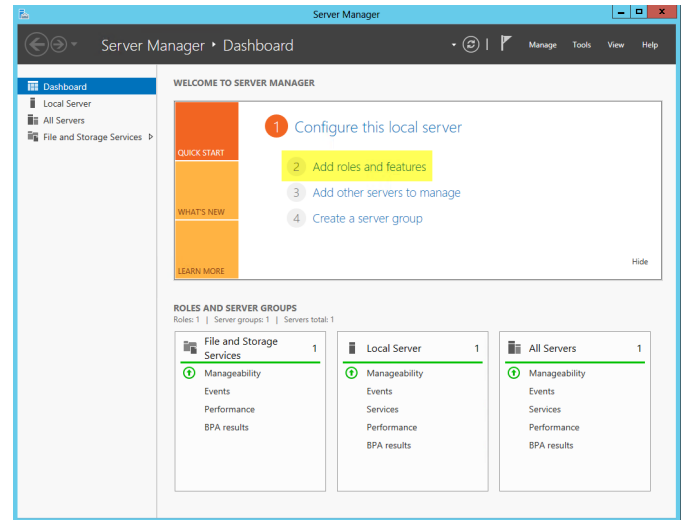 Server Manager
Server Manager ‣ Dashboard
Manage Tools View Help
Dashboard
Local Server
All Servers
File and Storage Services
WELCOME TO SERVER MANAGER
QUICK START
WHAT'S NEW
LEARN MORE
1 Configure this local server
2 Add roles and features
3 Add other servers to manage
4 Create a server group
Hide
ROLES AND SERVER GROUPS
Roles: 1 | Server groups: 1 | Servers total: 1
File and Storage
Services 1
Manageability
Events
Performance
BPA results
Local Server 1
Manageability
Events
Services
Performance
BPA results
All Servers 1
Manageability
Events
Services
Performance
BPA results